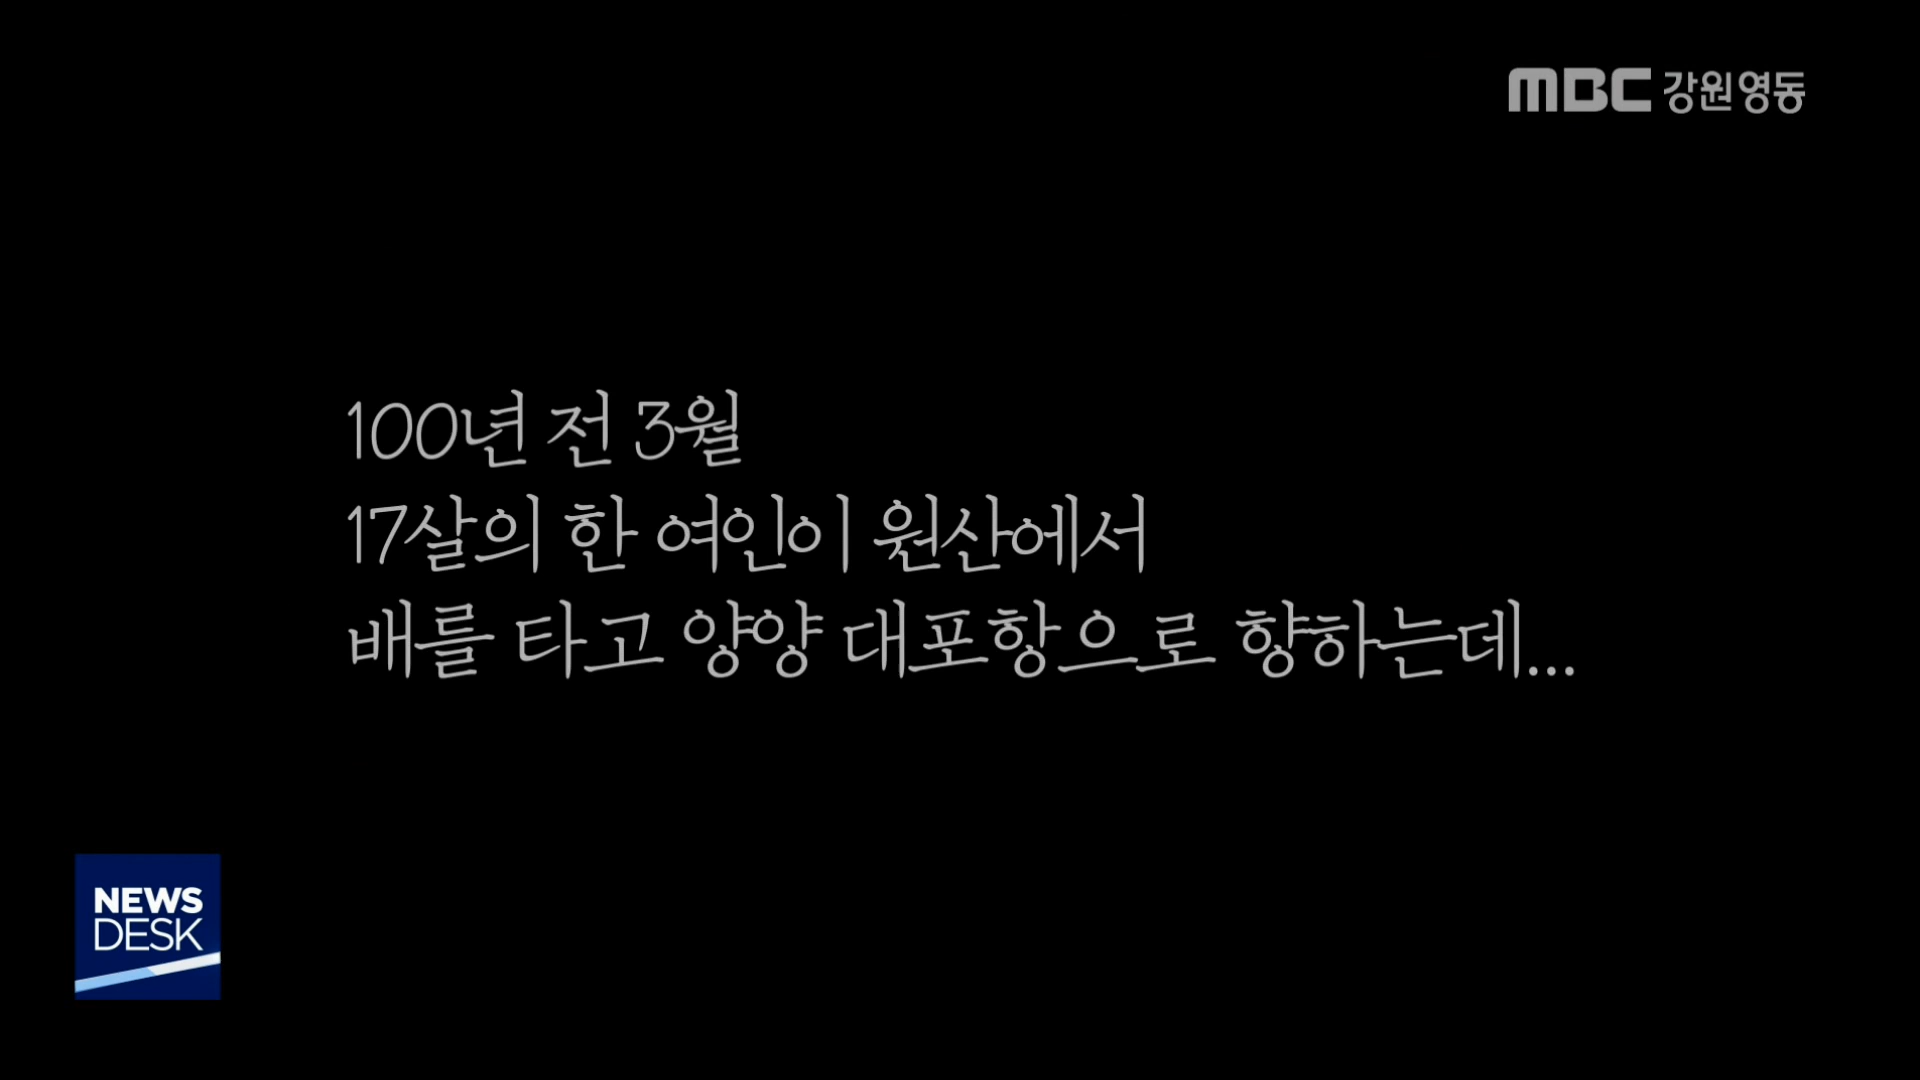 MBC 강원영동
100년 전 3월
17살의 한 여인이 원산에서
배를 타고 양양 대포항으로 향하는데...
NEWS
DESK